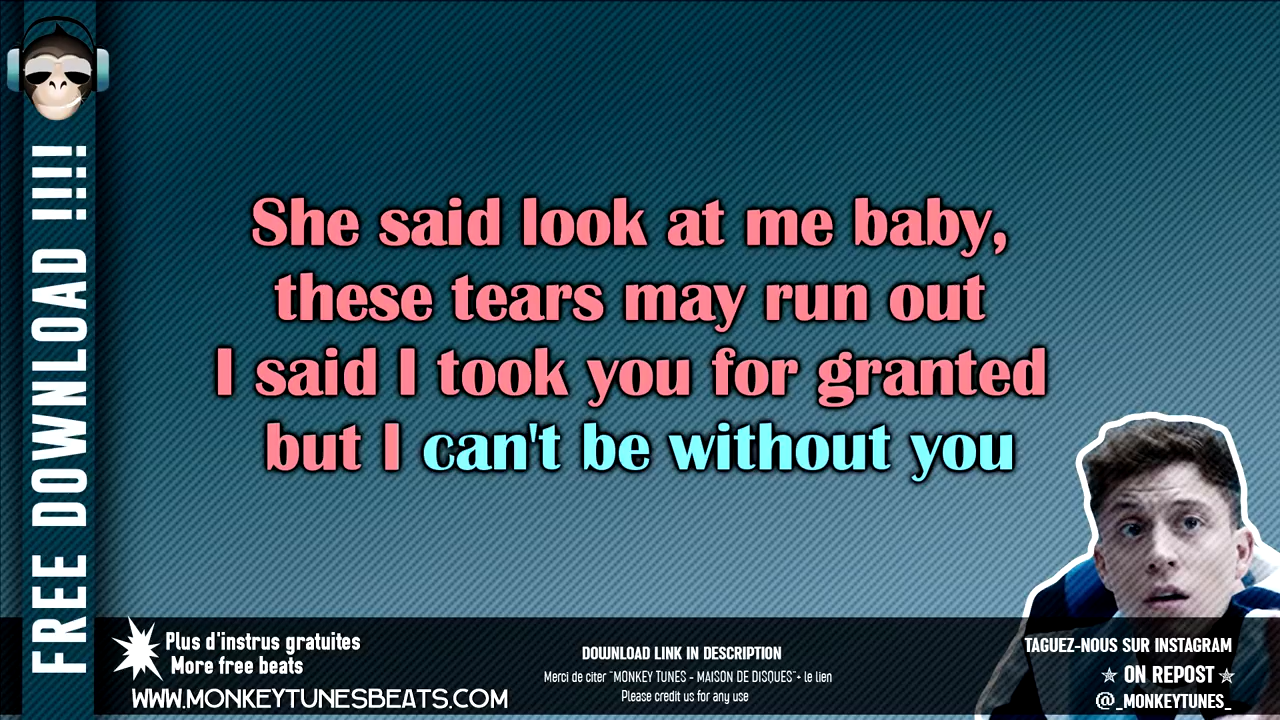 FREE DOWNLOAD !!!!
She said look at me baby,
these tears may run out
I said I took you for granted
but I can't be without you
Plus d'instrus gratuites
More free beats
WWW.MONKEYTUNESBEATS.COM
DOWNLOAD LINK IN DESCRIPTION
Merci de citer "MONKEY TUNES - MAISON DE DISQUES"+ le lien
Please credit us for any use
TAGUEZ-NOUS SUR INSTAGRAM
ON REPOST
@_MONKEYTUNES_